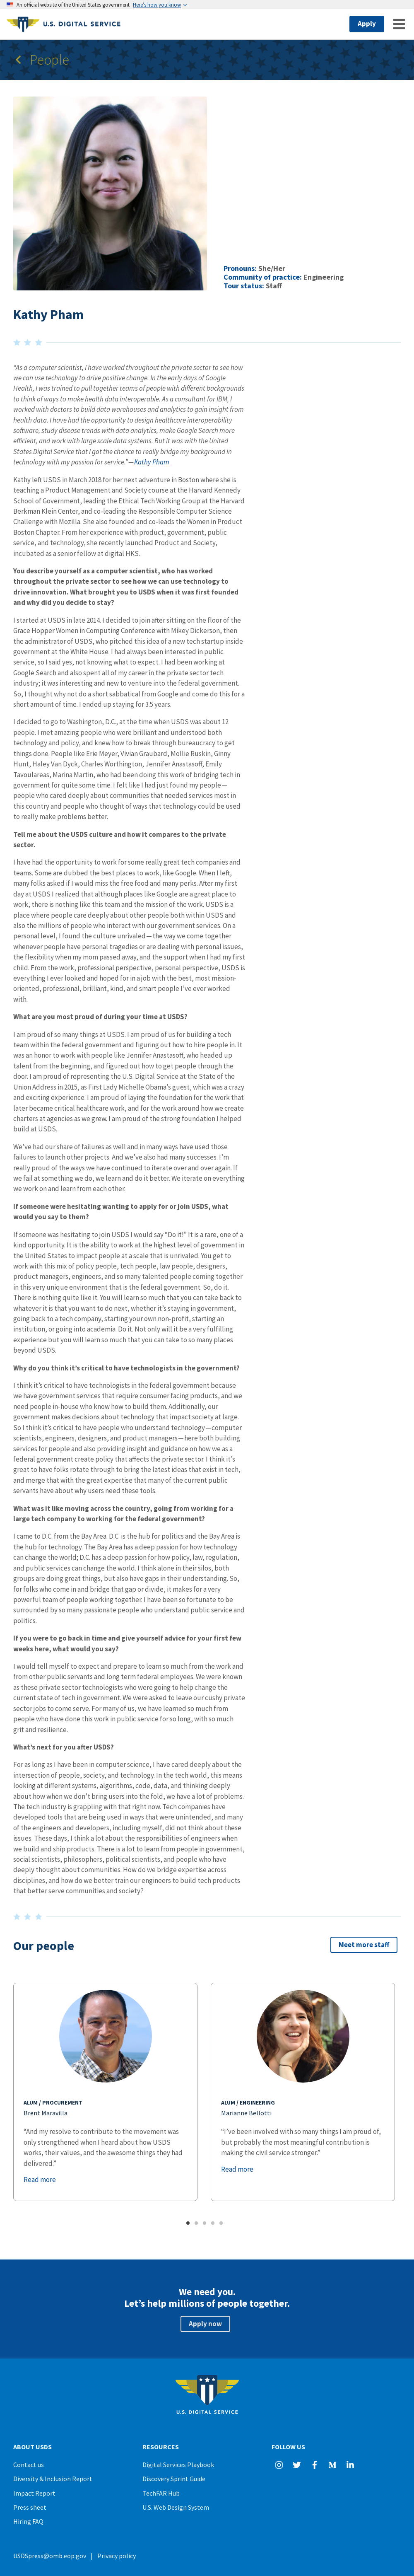 An official website of the United States government Here's how you know
U.S. DIGITAL SERVICE
Apply
People
Pronouns: She/Her
Community of practice: Engineering
Tour status: Staff
Kathy Pham
“As a computer scientist, I have worked throughout the private sector to see how
we can use technology to drive positive change. In the early days of Google
Health, I was trained to pull together teams of people with different backgrounds
to think of ways to make health data interoperable. As a consultant for IBM, I
worked with doctors to build data warehouses and analytics to gain insight from
health data. I have had the opportunity to design healthcare interoperability
software, study disease trends with data analytics, make Google Search more
efficient, and work with large scale data systems. But it was with the United
States Digital Service that I get the chance to really bridge my background in
technology with my passion for service.” — Kathy Pham
Kathy left USDS in March 2018 for her next adventure in Boston where she is
teaching a Product Management and Society course at the Harvard Kennedy
School of Government, leading the Ethical Tech Working Group at the Harvard
Berkman Klein Center, and co-leading the Responsible Computer Science
Challenge with Mozilla. She also founded and co-leads the Women in Product
Boston Chapter. From her experience with product, government, public
service, and technology, she recently launched Product and Society,
incubated as a senior fellow at digital HKS.
You describe yourself as a computer scientist, who has worked
throughout the private sector to see how we can use technology to
drive innovation. What brought you to USDS when it was first founded
and why did you decide to stay?
I started at USDS in late 2014. I decided to join after sitting on the floor of the
Grace Hopper Women in Computing Conference with Mikey Dickerson, then
the administrator of USDS, who pitched this idea of a new tech startup inside
government at the White House. I had always been interested in public
service, so I said yes, not knowing what to expect. I had been working at
Google Search and also spent all of my career in the private sector tech
industry; it was interesting and new to venture into the federal government.
So, I thought why not do a short sabbatical from Google and come do this for a
short amount of time. I ended up staying for 3.5 years.
I decided to go to Washington, D.C., at the time when USDS was about 12
people. I met amazing people who were brilliant and understood both
technology and policy, and knew how to break through bureaucracy to get
things done. People like Erie Meyer, Vivian Graubard, Mollie Ruskin, Ginny
Hunt, Haley Van Dyck, Charles Worthington, Jennifer Anastasoff, Emily
Tavoulareas, Marina Martin, who had been doing this work of bridging tech in
government for quite some time. I felt like I had just found my people —
people who cared deeply about communities that needed services most in
this country and people who thought of ways that technology could be used
to really make problems better.
Tell me about the USDS culture and how it compares to the private
sector.
I have had the opportunity to work for some really great tech companies and
teams. Some are dubbed the best places to work, like Google. When I left,
many folks asked if I would miss the free food and many perks. After my first
day at USDS I realized that although places like Google are a great place to
work, there is nothing like this team and the mission of the work. USDS is a
place where people care deeply about other people both within USDS and
also the millions of people who interact with our government services. On a
personal level, I found the culture unrivaled — the way we come together
whenever people have personal tragedies or are dealing with personal issues,
the flexibility when my mom passed away, and the support when I had my first
child. From the work, professional perspective, personal perspective, USDS is
everything I ever looked and hoped for in a job with the best, most mission-
oriented, professional, brilliant, kind, and smart people I’ve ever worked
with.
What are you most proud of during your time at USDS?
I am proud of so many things at USDS. I am proud of us for building a tech
team within the federal government and figuring out how to hire people in. It
was an honor to work with people like Jennifer Anastasoff, who headed up
talent from the beginning, and figured out how to get people through the
door. I am proud of representing the U.S. Digital Service at the State of the
Union Address in 2015, as First Lady Michelle Obama’s guest, which was a crazy
and exciting experience. I am proud of laying the foundation for the work that
later became critical healthcare work, and for the work around how we create
charters at agencies as we grew. I am proud of the strong foundation I helped
build at USDS.
We’ve had our share of failures as well and in many ways have used those
failures to launch other projects. And we’ve also had many successes. I’m
really proud of the ways we have continued to iterate over and over again. If
we fail at something we do, we learn and do it better. We iterate on everything
we work on and learn from each other.
If someone were hesitating wanting to apply for or join USDS, what
would you say to them?
If someone was hesitating to join USDS I would say “Do it!” It is a rare, one of a
kind opportunity. It is the ability to work at the highest level of government in
the United States to impact people at a scale that is unrivaled. You get to
work with this mix of policy people, tech people, law people, designers,
product managers, engineers, and so many talented people coming together
in this very unique environment that is the federal government. So, do it.
There is nothing quite like it. You will learn so much that you can take back to
whatever it is that you want to do next, whether it’s staying in government,
going back to a tech company, starting your own non-profit, starting an
institution, or going into academia. Do it. Not only will it be a very fulfilling
experience but you will learn so much that you can take to so many places
beyond USDS.
Why do you think it’s critical to have technologists in the government?
I think it’s critical to have technologists in the federal government because
we have government services that require consumer facing products, and we
need people in-house who know how to build them. Additionally, our
government makes decisions about technology that impact society at large.
So I think it’s critical to have people who understand technology — computer
scientists, engineers, designers, and product managers — here both building
services for people and also providing insight and guidance on how we as a
federal government create policy that affects the private sector. I think it’s
great to have folks rotate through to bring the latest ideas that exist in tech,
and merge that with the great expertise that many of the current public
servants have about why users need these tools.
What was it like moving across the country, going from working for a
large tech company to working for the federal government?
I came to D.C. from the Bay Area. D.C. is the hub for politics and the Bay Area is
the hub for technology. The Bay Area has a deep passion for how technology
can change the world; D.C. has a deep passion for how policy, law, regulation,
and public services can change the world. I think alone in their silos, both
groups are doing great things, but also have gaps in their understanding. So,
for folks who come in and bridge that gap or divide, it makes for a very
powerful team of people working together. I have been so fortunate to be
surrounded by so many passionate people who understand public service and
politics.
If you were to go back in time and give yourself advice for your first few
weeks here, what would you say?
I would tell myself to expect and prepare to learn so much from the work and
from other public servants and long term federal employees. We were known
as these private sector technologists who were going to help change the
current state of tech in government. We were asked to leave our cushy private
sector jobs to come serve. For many of us, we have learned so much from
people who have done this work in public service for so long, with so much
grit and resilience.
What’s next for you after USDS?
For as long as I have been in computer science, I have cared deeply about the
intersection of people, society, and technology. In the tech world, this means
looking at different systems, algorithms, code, data, and thinking deeply
about how when we don’t bring users into the fold, we have a lot of problems.
The tech industry is grappling with that right now. Tech companies have
developed tools that are being used in ways that were unintended, and many
of the engineers and developers, including myself, did not think about these
issues. These days, I think a lot about the responsibilities of engineers when
we build and ship products. There is a lot to learn from people in government,
social scientists, philosophers, political scientists, and people who have
deeply thought about communities. How do we bridge expertise across
disciplines, and how do we better train our engineers to build tech products
that better serve communities and society?
Our people
Meet more staff
ALUM / PROCUREMENT
Brent Maravilla
“And my resolve to contribute to the movement was
only strengthened when I heard about how USDS
works, their values, and the awesome things they had
delivered.”
Read more
ALUM / ENGINEERING
Marianne Bellotti
“I’ve been involved with so many things I am proud of,
but probably the most meaningful contribution is
making the civil service stronger.”
Read more
We need you.
Let’s help millions of people together.
Apply now
U.S. DIGITAL SERVICE
ABOUT USDS
Contact us
Diversity & Inclusion Report
Impact Report
Press sheet
Hiring FAQ
RESOURCES
Digital Services Playbook
Discovery Sprint Guide
TechFAR Hub
U.S. Web Design System
FOLLOW US
USDSpress@omb.eop.gov | Privacy policy